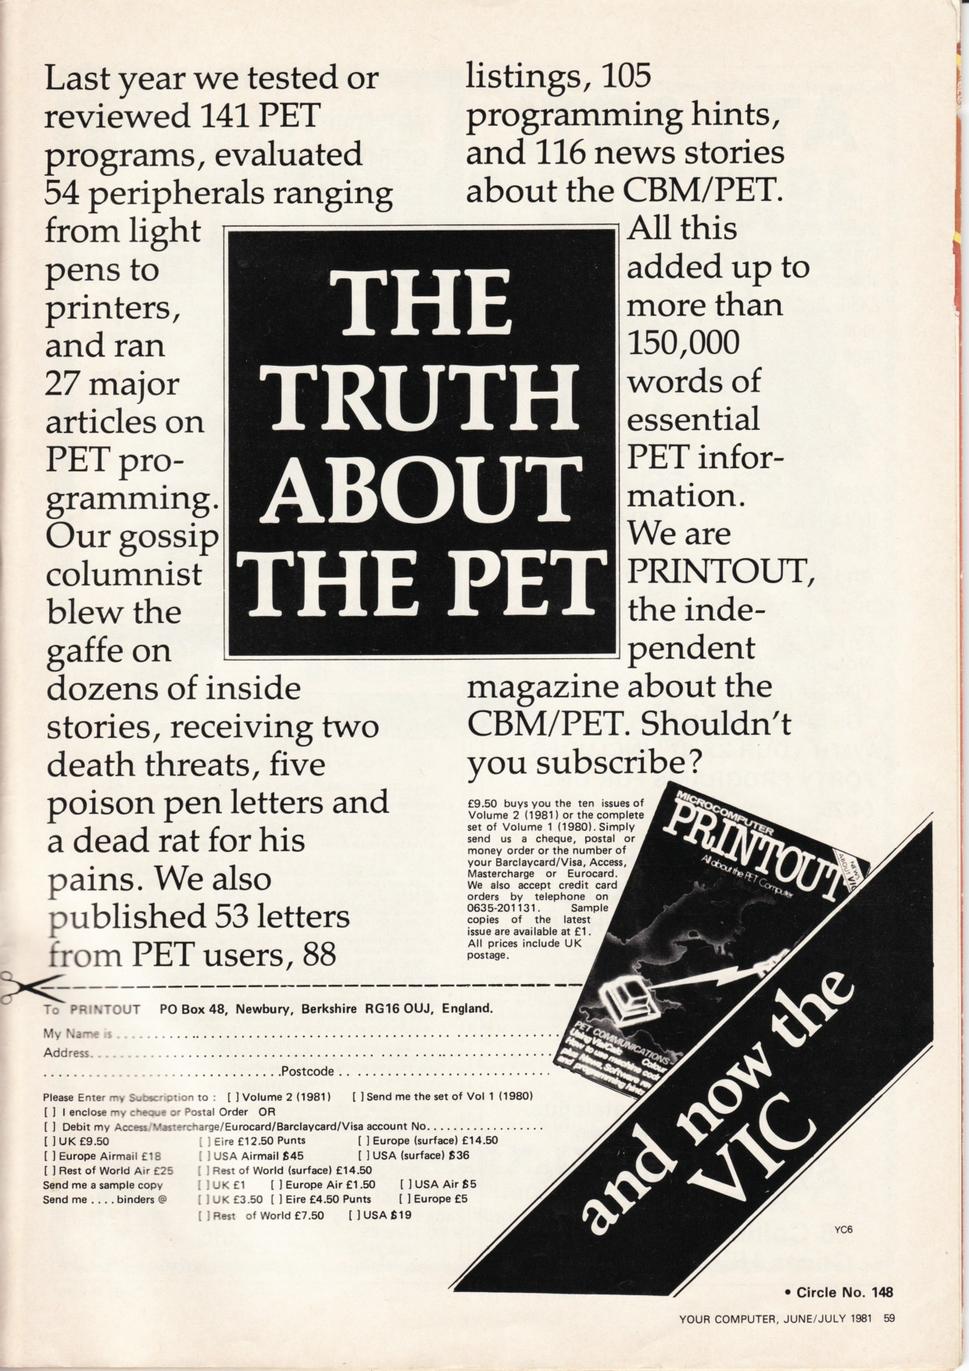 Last year we tested or
reviewed 141 PET
programs, evaluated
54 peripherals ranging
from light
pens to
printers,
and ran
27 major
articles on
PET pro-
gramming.
Our gossip
columnist
blew the
gaffe on
dozens of inside
stories, receiving two
death threats, five
poison pen letters and
a dead rat for his
pains. We also
published 53 letters
from PET users, 88
THE
TRUTH
ABOUT
THE PET
listings, 105
programming hints,
and 116 news stories
about the CBM/PET.
All this
added up to
more than
150,000
words of
essential
PET infor-
mation.
We are
PRINTOUT,
the inde-
pendent
magazine about the
CBM/PET. Shouldn't
you subscribe?
£9.50 buys you the ten issues of
Volume 2 (1981) or the complete
set of Volume 1 (1980). Simply
send us a cheque, postal or
money order or the number of
your Barclaycard/Visa, Access,
Mastercharge or Eurocard.
We also accept credit card
orders by telephone on
0635-201131. Sample
copies of the latest
issue are available at £1.
All prices include UK
postage.
MICROCOMPUTER
PRINTOUT
All about the PET Computer
PET COMMUNICATIONS
and now the
VIC
To PRINTOUT PO Box 48, Newbury, Berkshire RG16 OUJ, England.
My Name is . . . . . . . . . . . . . . . . . . . . . . . . . . . . . .
Address. . . . . . . . . . . . . . . . . . . . . . . . . . . . . . . .
. . . . . . . . . . . . . . . . . . . . .Postcode . . . . . . . . . . . . . . . .
Please Enter my Subscription to : [ ] Volume 2 (1981) [ ] Send me the set of Vol 1 (1980)
[ ] I enclose my cheque or Postal Order OR
[ ] Debit my Access/Mastercharge/Eurocard/Barclaycard/Visa account No. . . . . . . . . . . . . . . .
[ ] UK £9.50 [ ] Eire £12.50 Punts [ ] Europe (surface) £14.50
[ ] Europe Airmail £18 [ ] USA Airmail $45 [ ] USA (surface) $36
[ ] Rest of World Air £25 [ ] Rest of World (surface) £14.50
Send me a sample copy [ ] UK £1 [ ] Europe Air £1.50 [ ] USA Air $5
Send me . . . . binders @ [ ] UK £3.50 [ ] Eire £4.50 Punts [ ] Europe £5
[ ] Rest of World £7.50 [ ] USA $19
YC6
• Circle No. 148
YOUR COMPUTER, JUNE/JULY 1981 59